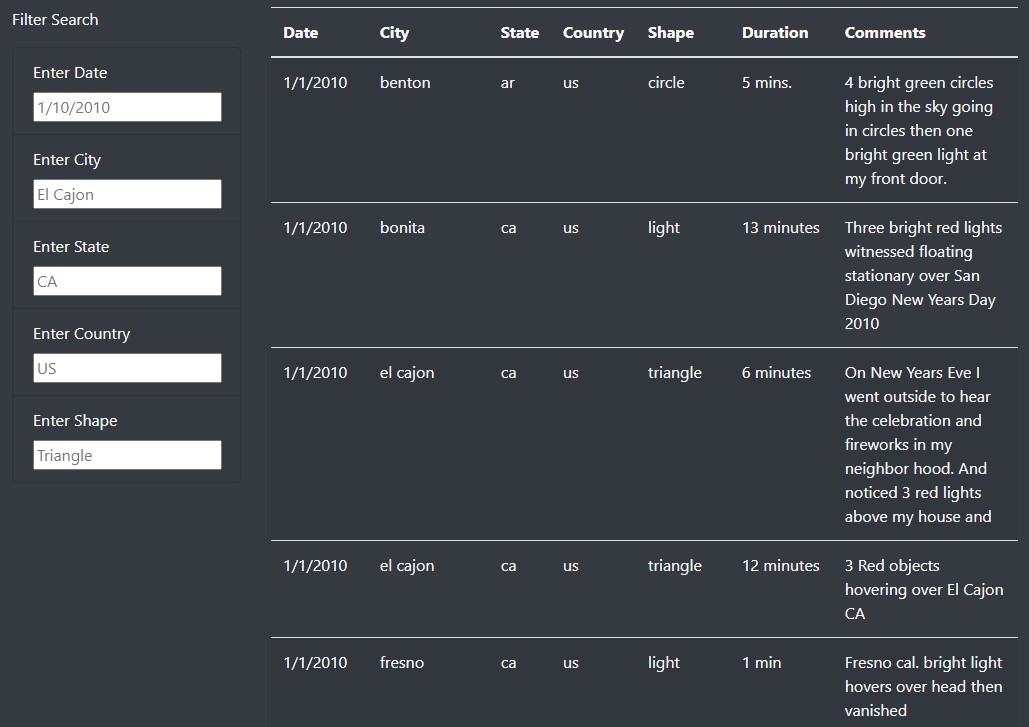 Filter Search
Enter Date
1/10/2010
Enter City
El Cajon
Enter State
CA
Enter Country
US
Enter Shape
Triangle
Date City State Country Shape Duration Comments
1/1/2010 benton ar us circle 5 mins. 4 bright green circles
high in the sky going
in circles then one
bright green light at
my front door.
1/1/2010 bonita ca us light 13 minutes Three bright red lights
witnessed floating
stationary over San
Diego New Years Day
2010
1/1/2010 el cajon ca us triangle 6 minutes On New Years Eve I
went outside to hear
the celebration and
fireworks in my
neighbor hood. And
noticed 3 red lights
above my house and
1/1/2010 el cajon ca us triangle 12 minutes 3 Red objects
hovering over El Cajon
CA
1/1/2010 fresno ca us light 1 min Fresno cal. bright light
hovers over head then
vanished